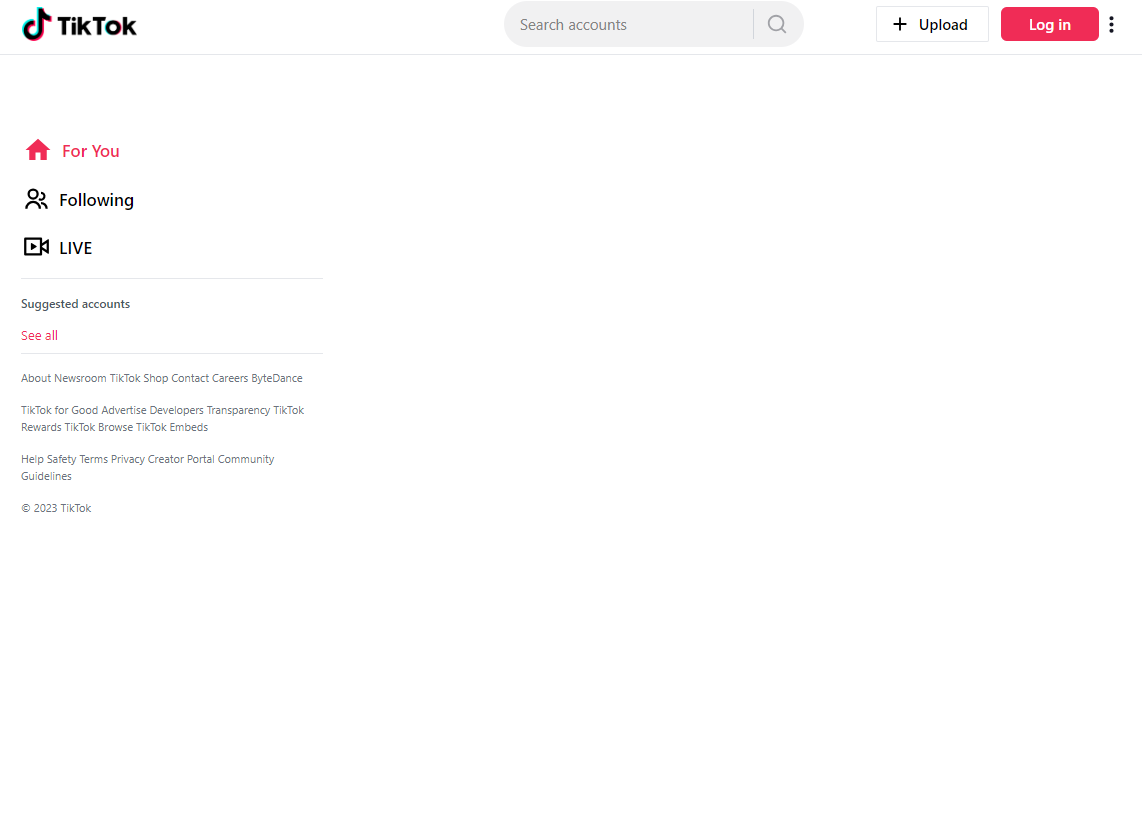 TikTok
Search accounts
Upload
Log in
For You
Following
LIVE
Suggested accounts
See all
About Newsroom TikTok Shop Contact Careers ByteDance
TikTok for Good Advertise Developers Transparency TikTok
Rewards TikTok Browse TikTok Embeds
Help Safety Terms Privacy Creator Portal Community
Guidelines
© 2023 TikTok